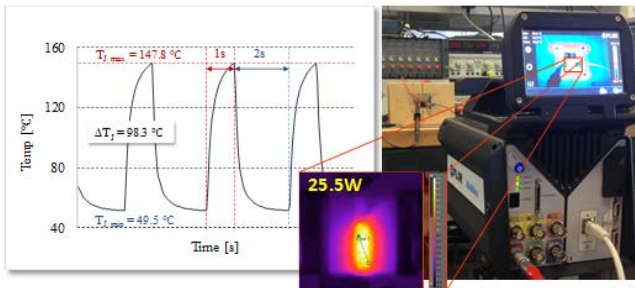 T_J max = 147.8 °C
1s
2s
160
120
80
40
Temp [°C]
ΔT_J = 98.3 °C
T_J min = 49.5 °C
Time [s]
25.5W
FLIR